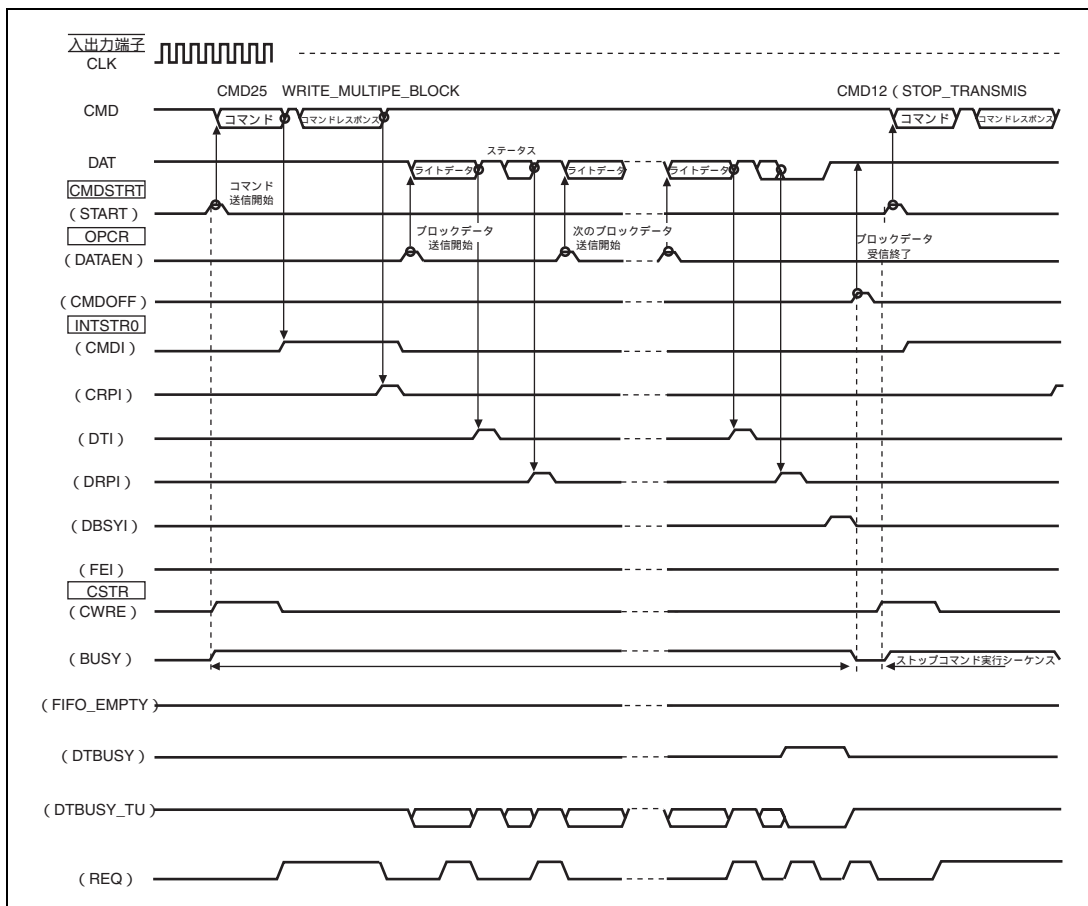 入出力端子
CLK
CMD25 WRITE_MULTIPE_BLOCK
CMD12 ( STOP_TRANSMIS
CMD
コマンド
コマンドレスポンス
コマンド
コマンドレスポンス
ステータス
DAT
ライトデータ
ライトデータ
ライトデータ
CMDSTRT
( START )
コマンド
送信開始
OPCR
( DATAEN )
ブロックデータ
送信開始
次のブロックデータ
送信開始
ブロックデータ
受信終了
( CMDOFF )
INTSTR0
( CMDI )
( CRPI )
( DTI )
( DRPI )
( DBSYI )
( FEI )
CSTR
( CWRE )
( BUSY )
ストップコマンド実行シーケンス
( FIFO_EMPTY )
( DTBUSY )
( DTBUSY_TU )
( REQ )